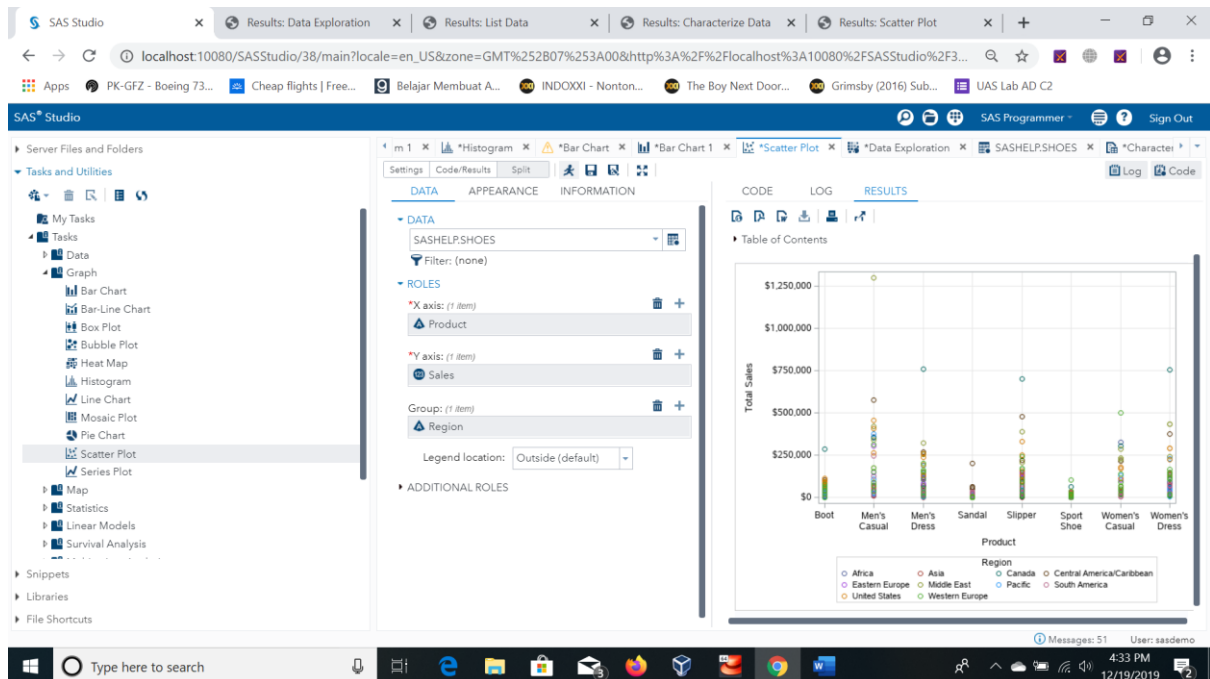 SAS Studio
Results: Data Exploration
Results: List Data
Results: Characterize Data
Results: Scatter Plot
localhost:10080/SASStudio/38/main?locale=en_US&zone=GMT%252B07%253A00&http%3A%2F%2Flocalhost%3A10080%2FSASStudio%2F3...
Apps
PK-GFZ - Boeing 73...
Cheap flights | Free...
Belajar Membuat A...
INDOXXI - Nonton...
The Boy Next Door...
Grimsby (2016) Sub...
UAS Lab AD C2
SAS® Studio
SAS Programmer
Sign Out
Server Files and Folders
Tasks and Utilities
My Tasks
Tasks
Data
Graph
Bar Chart
Bar-Line Chart
Box Plot
Bubble Plot
Heat Map
Histogram
Line Chart
Mosaic Plot
Pie Chart
Scatter Plot
Series Plot
Map
Statistics
Linear Models
Survival Analysis
Snippets
Libraries
File Shortcuts
m 1
*Histogram
*Bar Chart
*Bar Chart 1
*Scatter Plot
*Data Exploration
SASHELP.SHOES
*Character
Settings
Code/Results
Split
Log
Code
DATA
APPEARANCE
INFORMATION
DATA
SASHELP.SHOES
Filter: (none)
ROLES
*X axis: (1 item)
Product
*Y axis: (1 item)
Sales
Group: (1 item)
Region
Legend location:
Outside (default)
ADDITIONAL ROLES
CODE
LOG
RESULTS
Table of Contents
$1,250,000
$1,000,000
$750,000
$500,000
$250,000
$0
Total Sales
Boot
Men's Casual
Men's Dress
Sandal
Slipper
Sport Shoe
Women's Casual
Women's Dress
Product
Region
Africa
Asia
Canada
Central America/Caribbean
Eastern Europe
Middle East
Pacific
South America
United States
Western Europe
Messages: 51
User: sasdemo
Type here to search
3
4:33 PM
12/19/2019
2